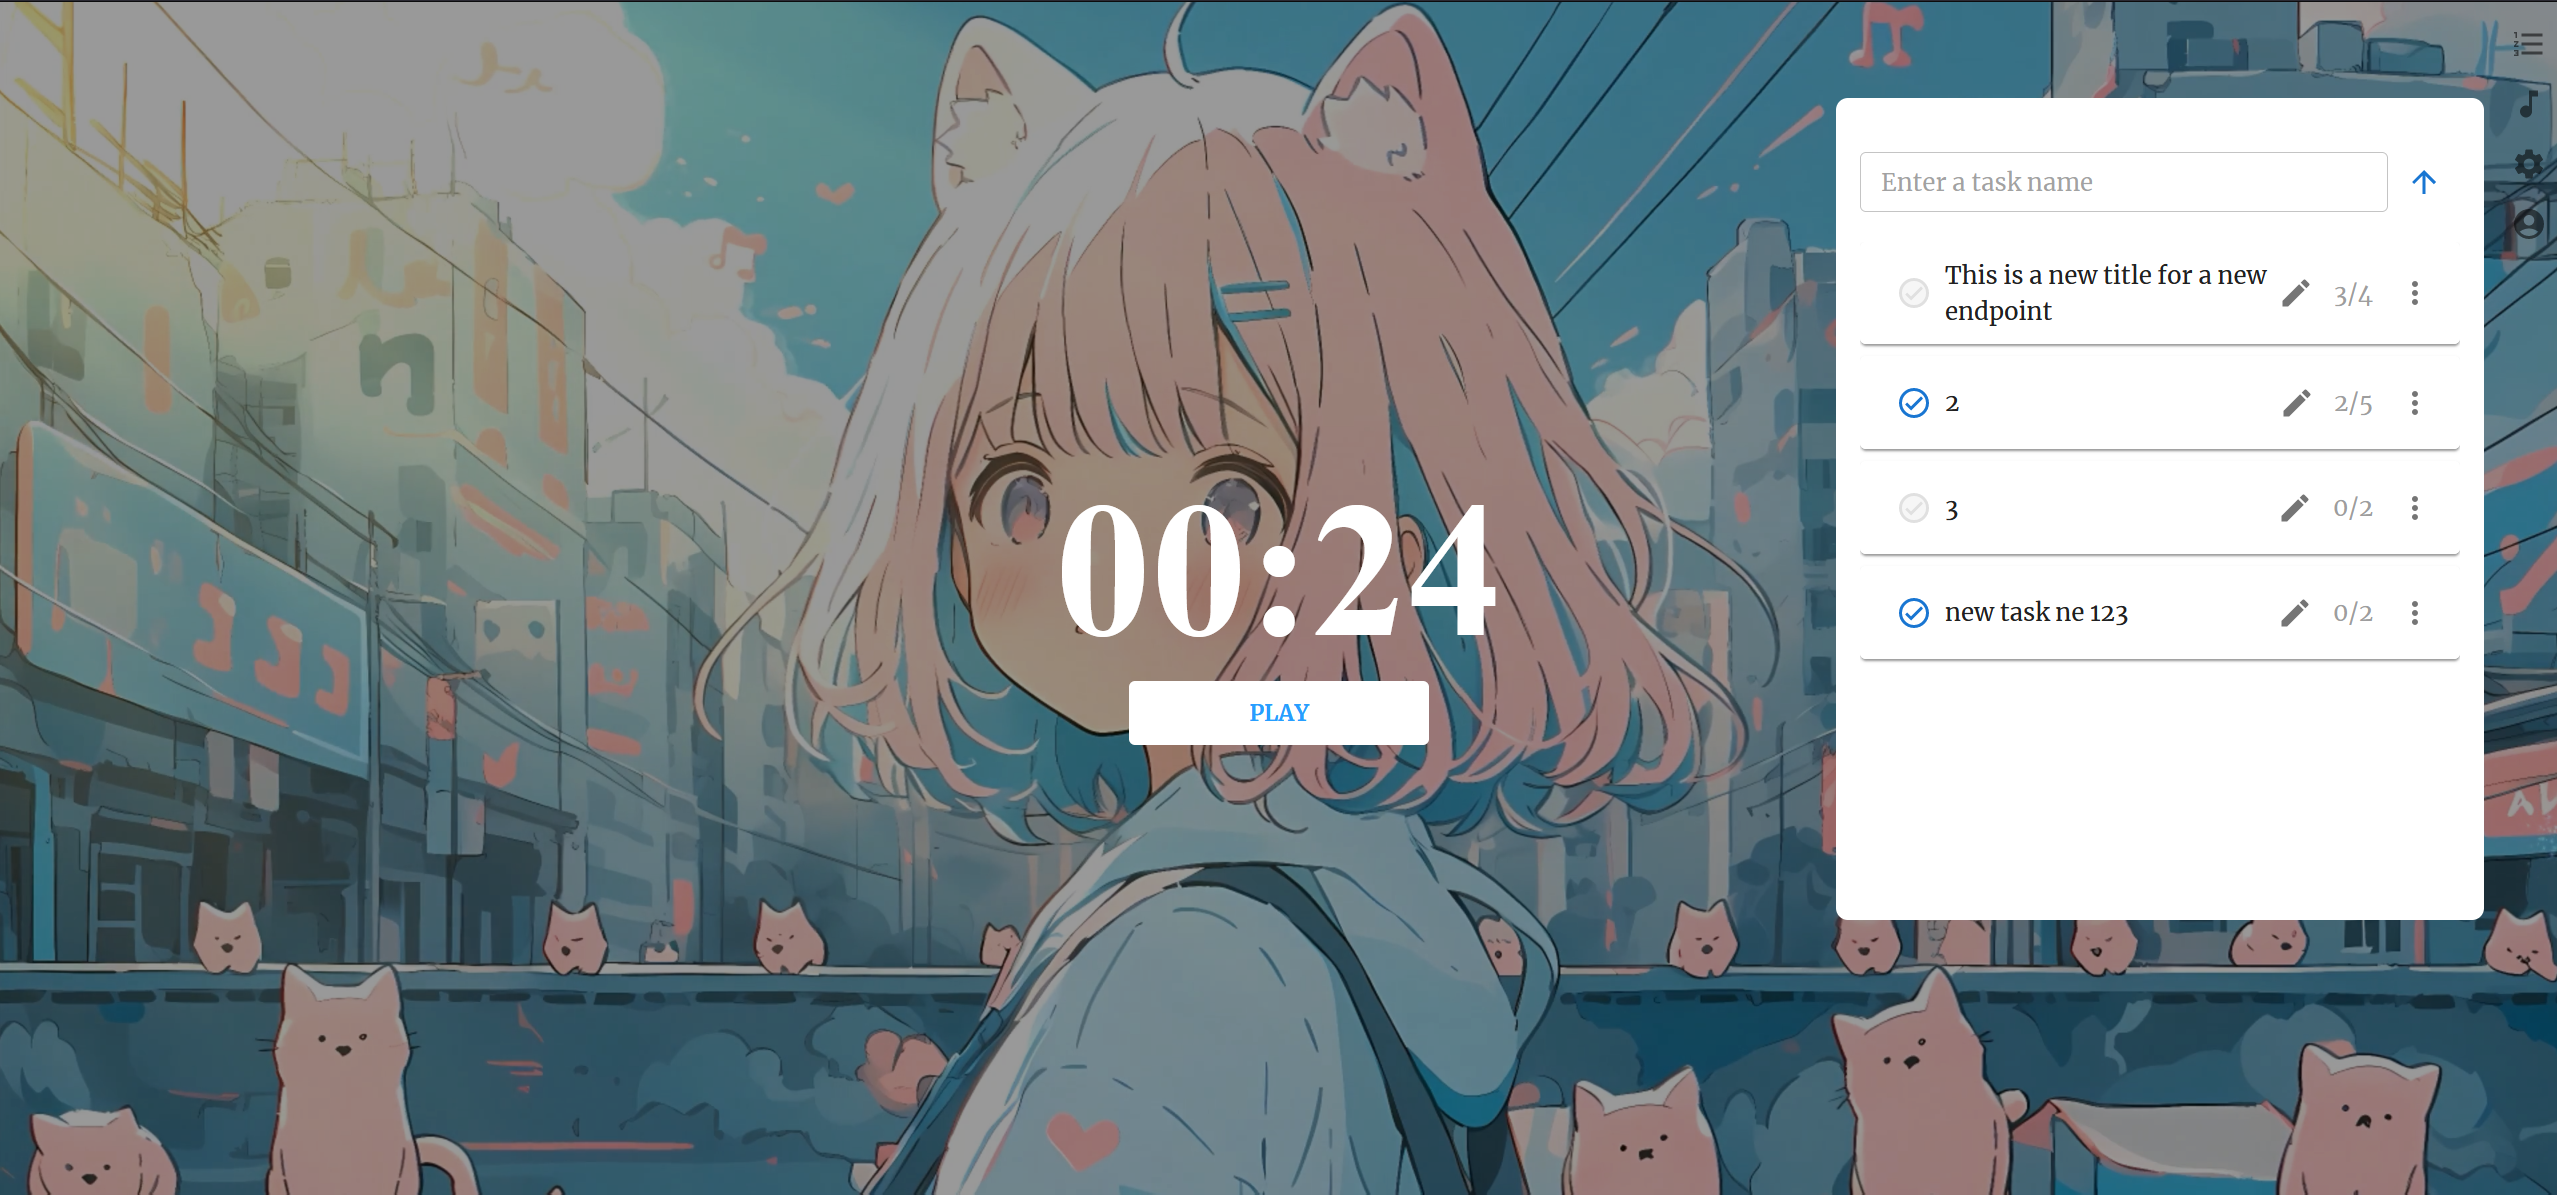 00:24
PLAY
Enter a task name
This is a new title for a new
endpoint
3/4
2
2/5
3
0/2
new task ne 123
0/2